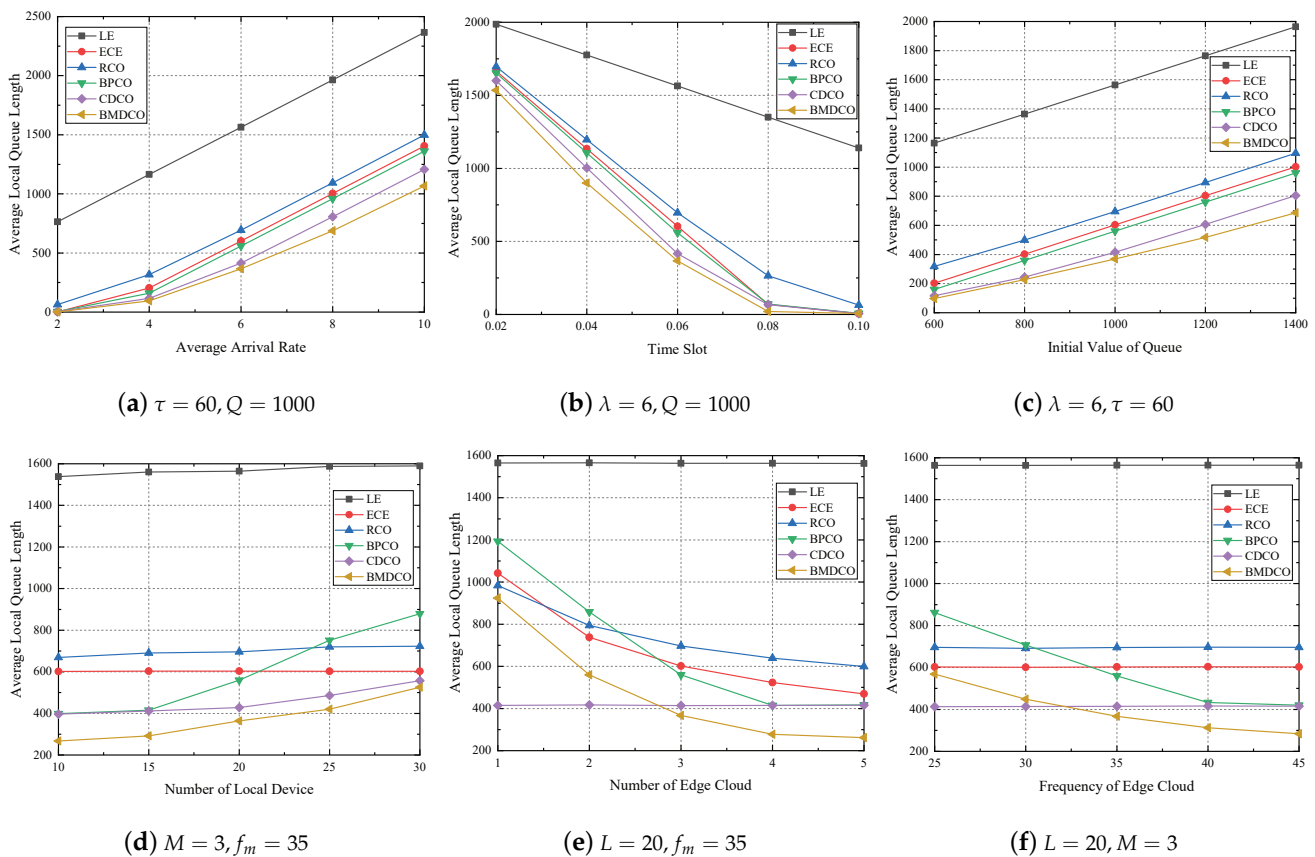 2500
2000
1500
1000
500
0
Average Local Queue Length
LE
ECE
RCO
BPCO
CDCO
BMDCO
2 4 6 8 10
Average Arrival Rate
(a) τ = 60, Q = 1000
2000
1500
1000
500
0
Average Local Queue Length
LE
ECE
RCO
BPCO
CDCO
BMDCO
0.02 0.04 0.06 0.08 0.10
Time Slot
(b) λ = 6, Q = 1000
2000
1800
1600
1400
1200
1000
800
600
400
200
0
Average Local Queue Length
LE
ECE
RCO
BPCO
CDCO
BMDCO
600 800 1000 1200 1400
Initial Value of Queue
(c) λ = 6, τ = 60
1600
1400
1200
1000
800
600
400
200
Average Local Queue Length
LE
ECE
RCO
BPCO
CDCO
BMDCO
10 15 20 25 30
Number of Local Device
(d) M = 3, fₘ = 35
1600
1400
1200
1000
800
600
400
200
Average Local Queue Length
LE
ECE
RCO
BPCO
CDCO
BMDCO
1 2 3 4 5
Number of Edge Cloud
(e) L = 20, fₘ = 35
1600
1400
1200
1000
800
600
400
200
Average Local Queue Length
LE
ECE
RCO
BPCO
CDCO
BMDCO
25 30 35 40 45
Frequency of Edge Cloud
(f) L = 20, M = 3